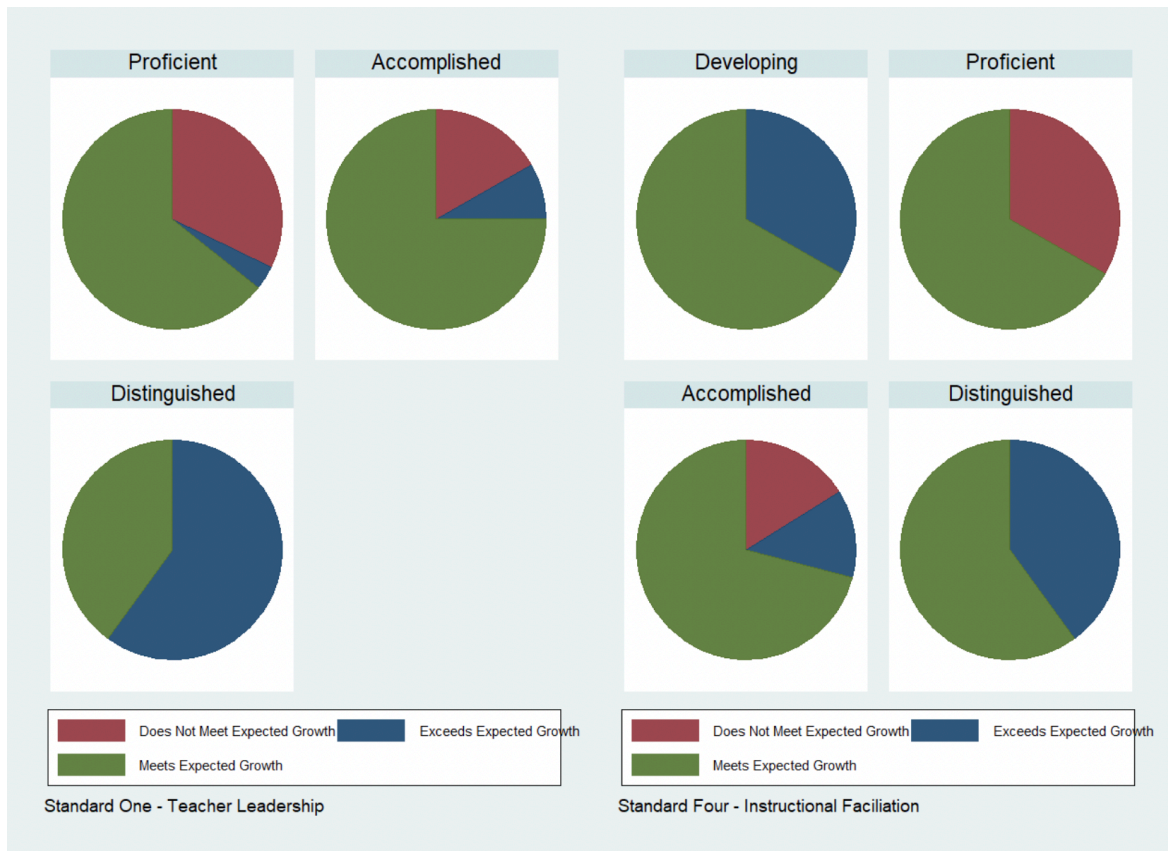 Proficient
Accomplished
Distinguished
Does Not Meet Expected Growth
Exceeds Expected Growth
Meets Expected Growth
Standard One - Teacher Leadership
Developing
Proficient
Accomplished
Distinguished
Does Not Meet Expected Growth
Exceeds Expected Growth
Meets Expected Growth
Standard Four - Instructional Faciliation